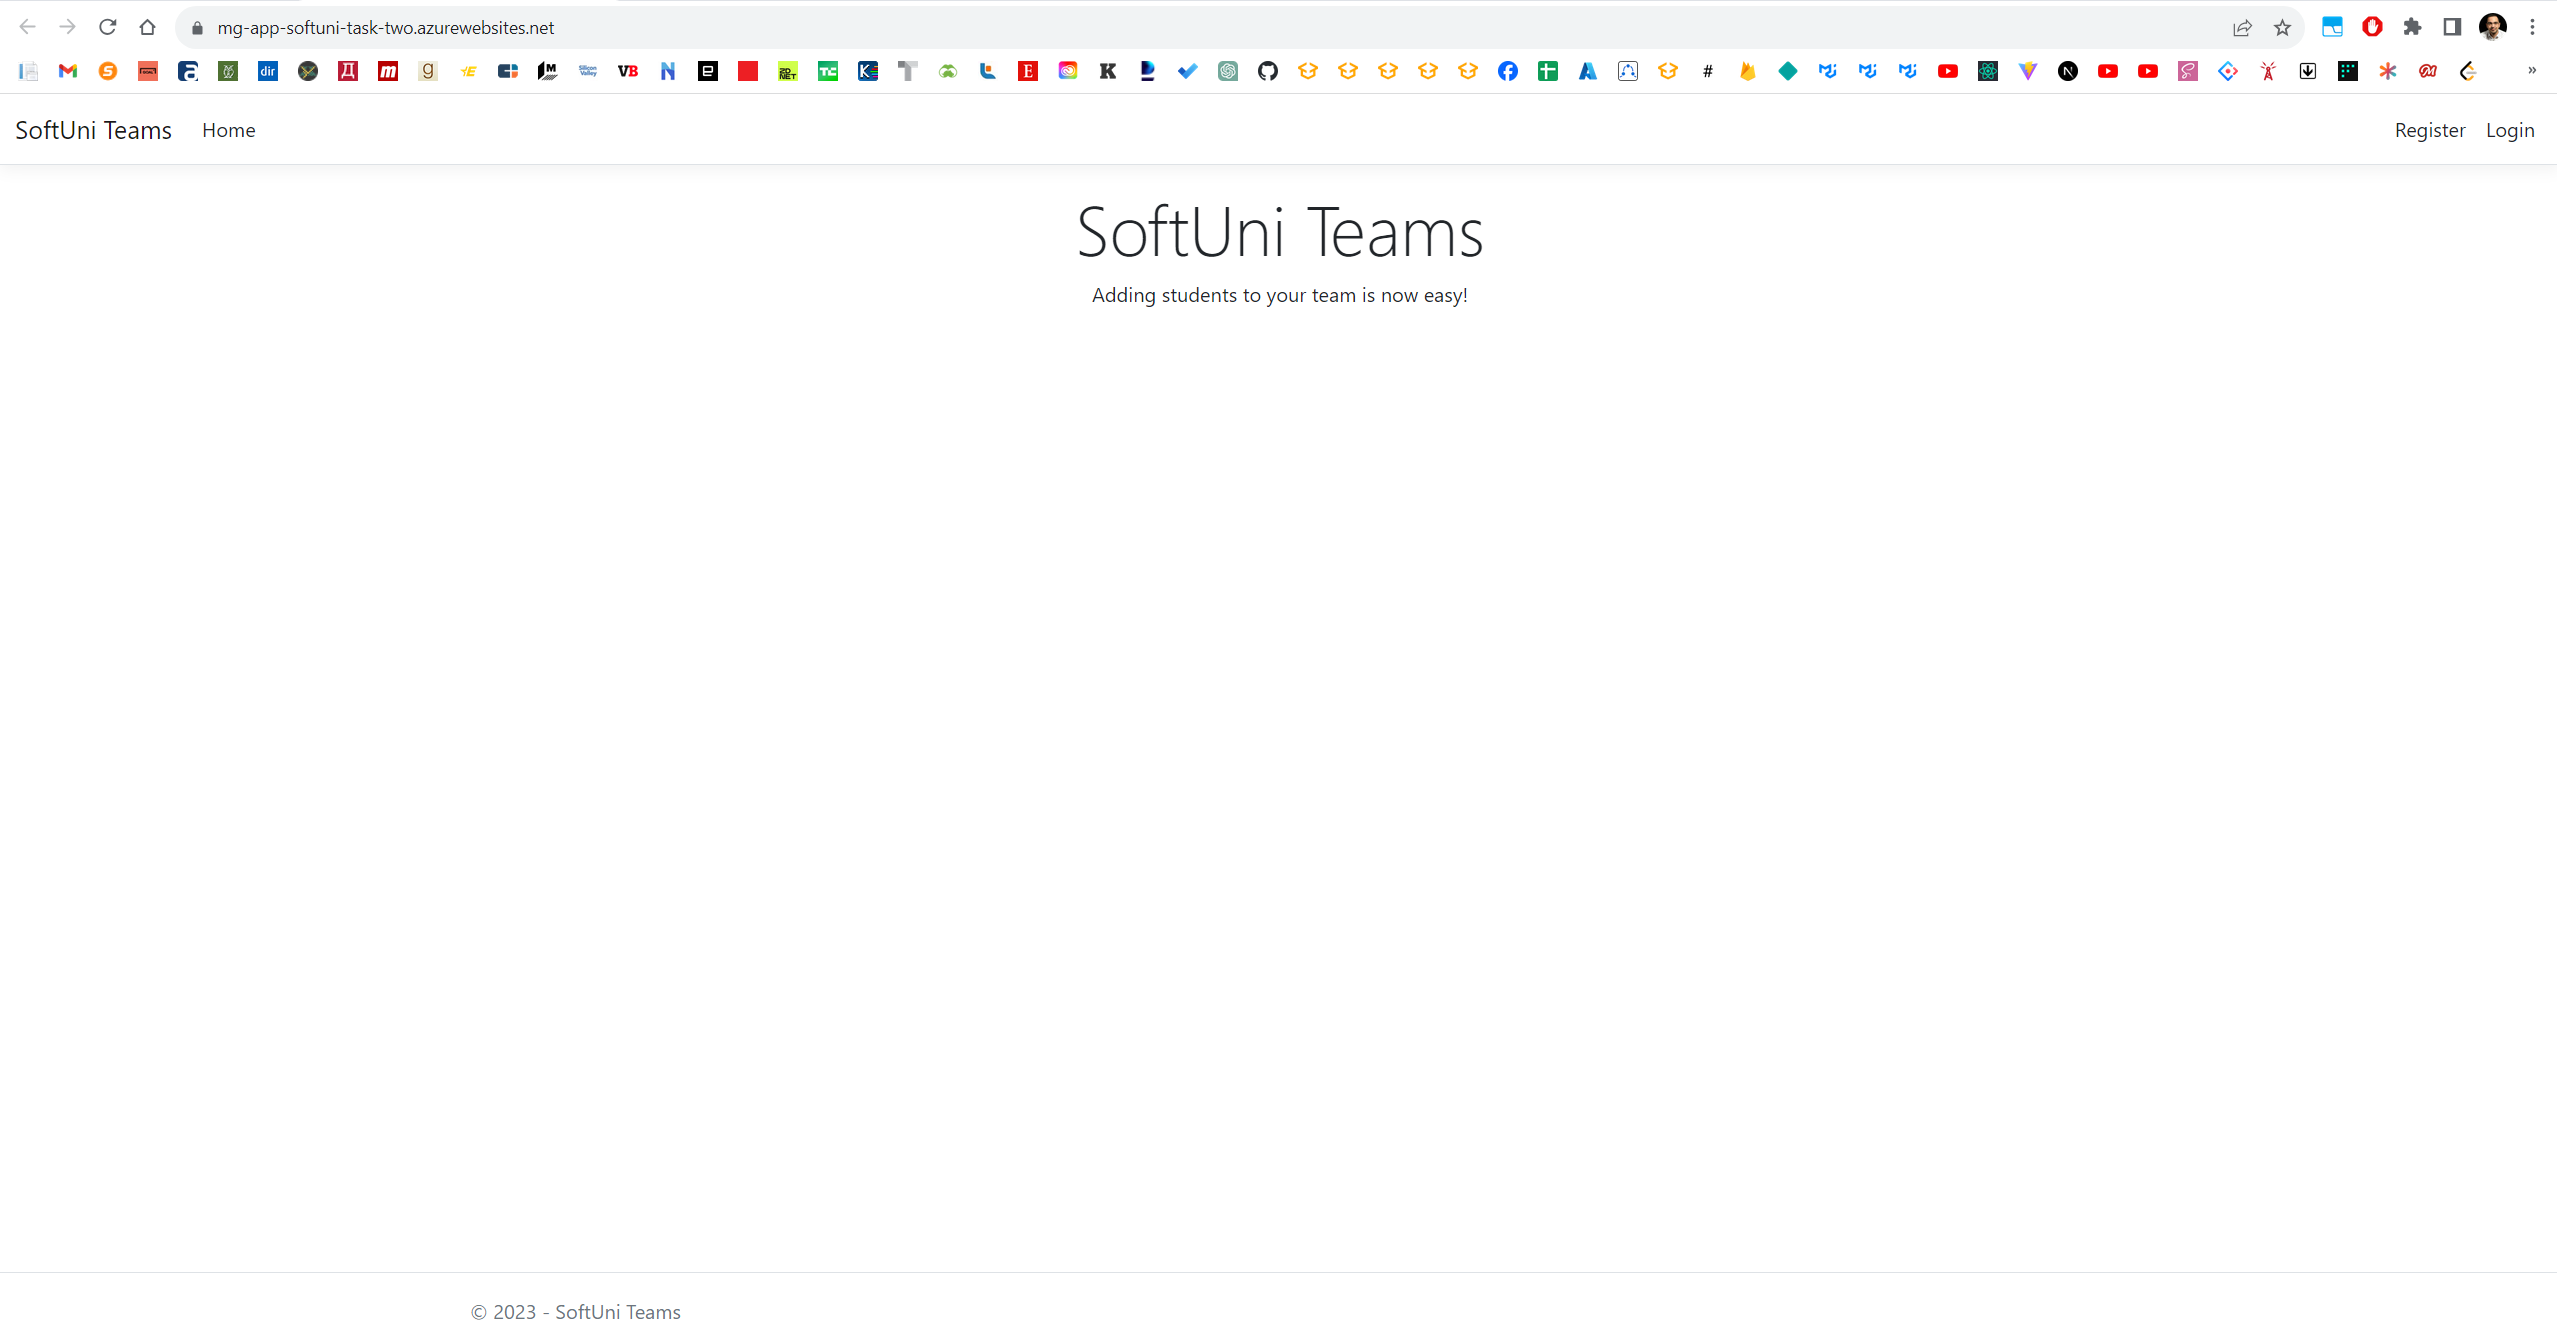 mg-app-softuni-task-two.azurewebsites.net
SoftUni Teams Home Register Login
SoftUni Teams
Adding students to your team is now easy!
© 2023 - SoftUni Teams